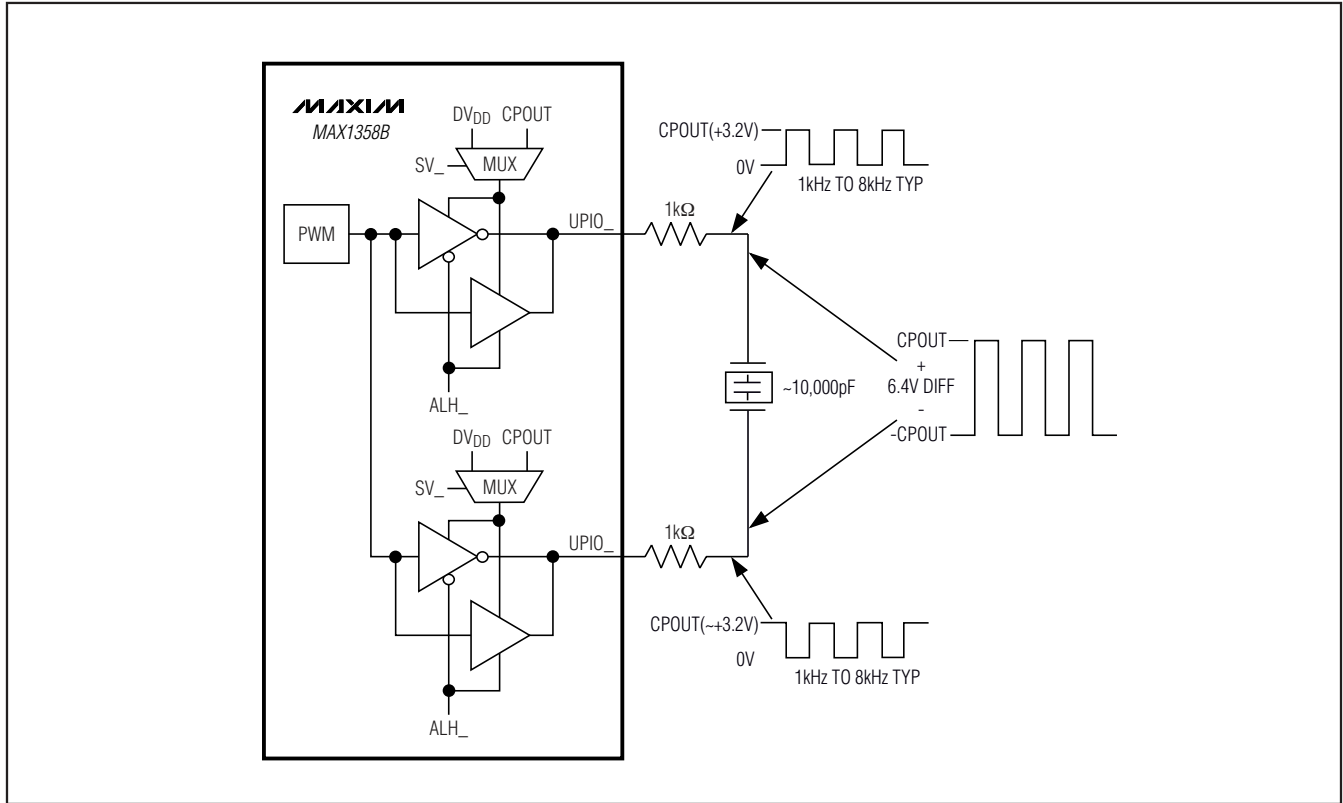 MAXIM
MAX1358B
DVDD CPOUT
SV_ MUX
PWM
UPIO_
1kΩ
ALH_
CPOUT(+3.2V)
0V
1kHz TO 8kHz TYP
~10,000pF
CPOUT
+
6.4V DIFF
-
-CPOUT
DVDD CPOUT
SV_ MUX
UPIO_
1kΩ
ALH_
CPOUT(~+3.2V)
0V
1kHz TO 8kHz TYP